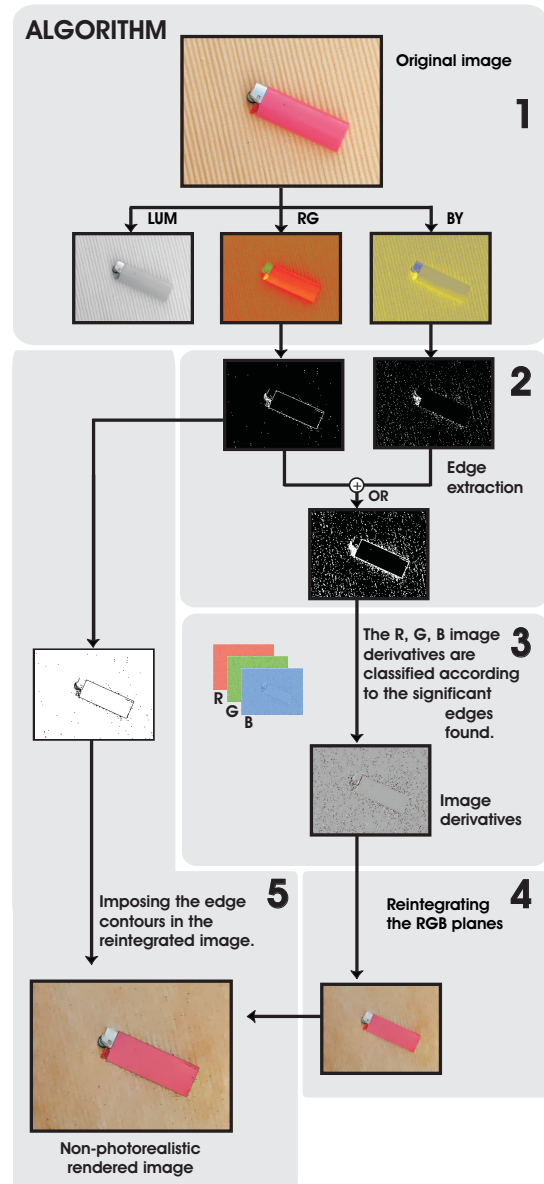 ALGORITHM
Original image
1
LUM
RG
BY
2
Edge
extraction
OR
The R, G, B image
derivatives are
classified according
to the significant
edges
found.
3
R
G
B
Image
derivatives
5
Imposing the edge
contours in the
reintegrated image.
4
Reintegrating
the RGB planes
Non-photorealistic
rendered image